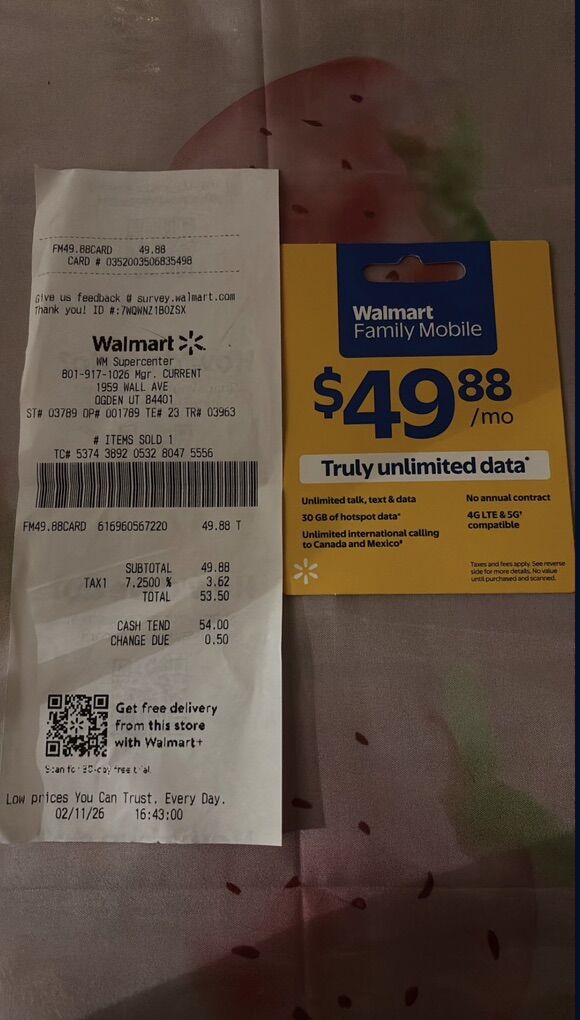 FM49.88CARD 49.88
CARD # 0352003506835498
Give us feedback @ survey.walmart.com
Thank you! ID #:7WQWNZ1BOZSX
Walmart
WM Supercenter
801-917-1026 Mgr. CURRENT
1959 WALL AVE
OGDEN UT 84401
ST# 03789 OP# 001789 TE# 23 TR# 03963
# ITEMS SOLD 1
TC# 5374 3892 0532 8047 5556
FM49.88CARD 616960567220 49.88 T
SUBTOTAL 49.88
TAX1 7.2500 % 3.62
TOTAL 53.50
CASH TEND 54.00
CHANGE DUE 0.50
Get free delivery
from this store
with Walmart+
Scan for 30-day free trial.
Low prices You Can Trust. Every Day.
02/11/26 16:43:00
Walmart
Family Mobile
$49 88 /mo
Truly unlimited data*
Unlimited talk, text & data
30 GB of hotspot data*
Unlimited international calling
to Canada and Mexico‡
No annual contract
4G LTE & 5G†
compatible
Taxes and fees apply. See reverse
side for more details. No value
until purchased and scanned.